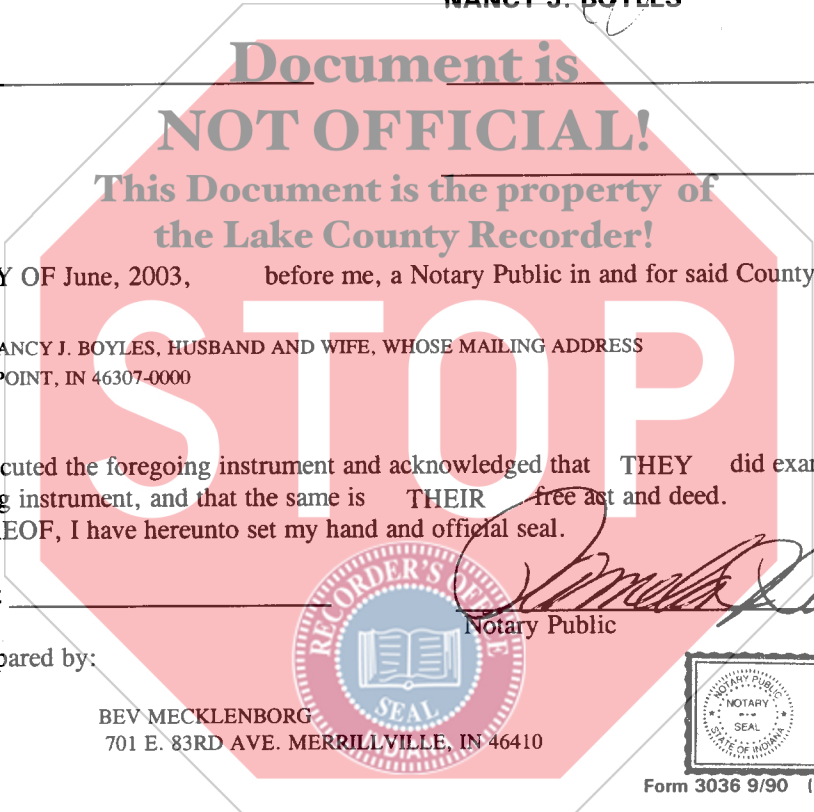 NANCY J. BOYLES
Document is
NOT OFFICIAL!
This Document is the property of
the Lake County Recorder!
Y OF June, 2003, before me, a Notary Public in and for said County
ANCY J. BOYLES, HUSBAND AND WIFE, WHOSE MAILING ADDRESS
POINT, IN 46307-0000
STOP
cuted the foregoing instrument and acknowledged that THEY did exam
g instrument, and that the same is THEIR free act and deed.
EOF, I have hereunto set my hand and official seal.
:
Notary Public
RECORDER'S OFFICE
SEAL
INDIANA
pared by:
BEV MECKLENBORG
701 E. 83RD AVE. MERRILLVILLE, IN 46410
NOTARY PUBLIC
NOTARY
SEAL
STATE OF INDIANA
Form 3036 9/90 (